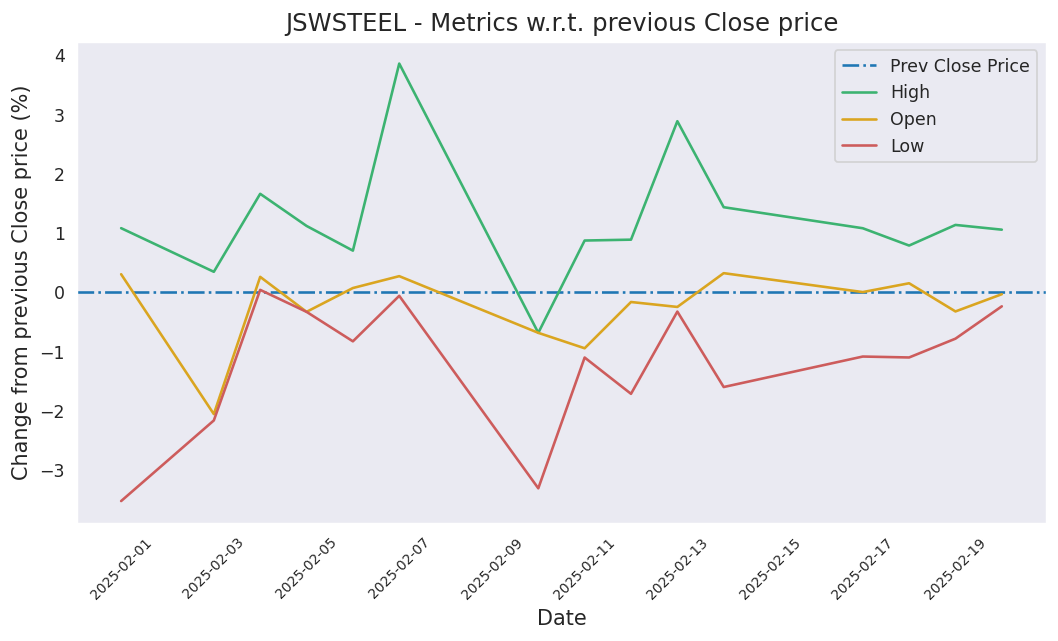 JSWSTEEL - Metrics w.r.t. previous Close price
Change from previous Close price (%)
4
3
2
1
0
−1
−2
−3
Prev Close Price
High
Open
Low
2025-02-01
2025-02-03
2025-02-05
2025-02-07
2025-02-09
2025-02-11
2025-02-13
2025-02-15
2025-02-17
2025-02-19
Date